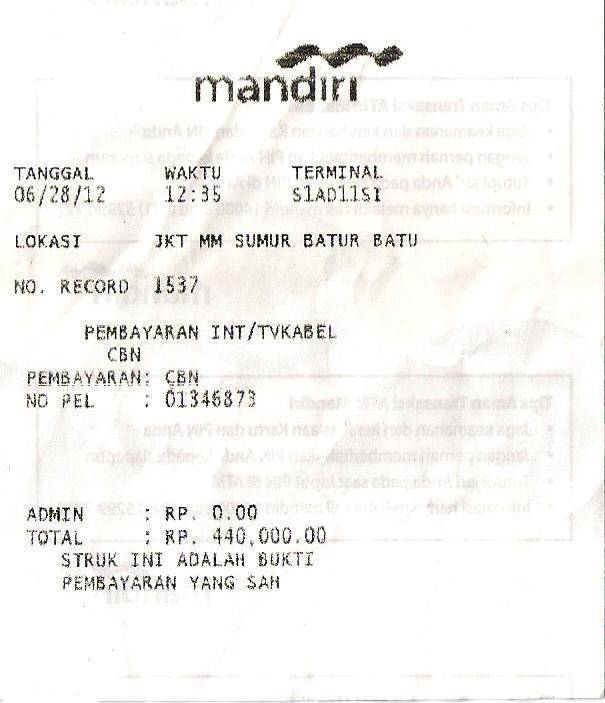 mandiri
TANGGAL WAKTU TERMINAL
06/28/12 12:35 S1AD11SI
LOKASI JKT MM SUMUR BATUR BATU
NO. RECORD 1537
PEMBAYARAN INT/TVKABEL
CBN
PEMBAYARAN: CBN
NO PEL : 01346873
ADMIN : RP. 0.00
TOTAL : RP. 440,000.00
STRUK INI ADALAH BUKTI
PEMBAYARAN YANG SAH